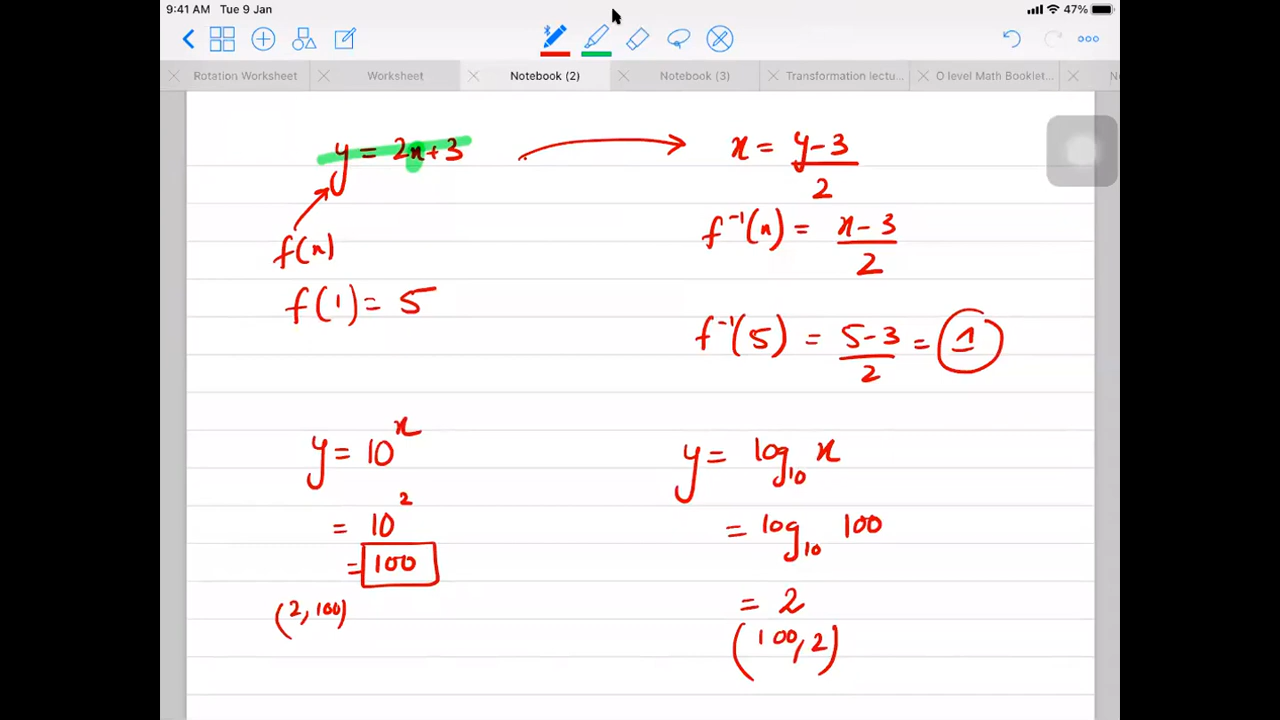 9:41 AM Tue 9 Jan 47%
Rotation Worksheet Worksheet Notebook (2) Notebook (3) Transformation lectu... O level Math Booklet...
y = 2x+3
x = (y-3)/2
f(x)
f⁻¹(x) = (x-3)/2
f(1) = 5
f⁻¹(5) = (5-3)/2 = 1
y = 10^x
y = log₁₀ x
= 10²
= log₁₀ 100
= 100
= 2
(2, 100)
(100, 2)